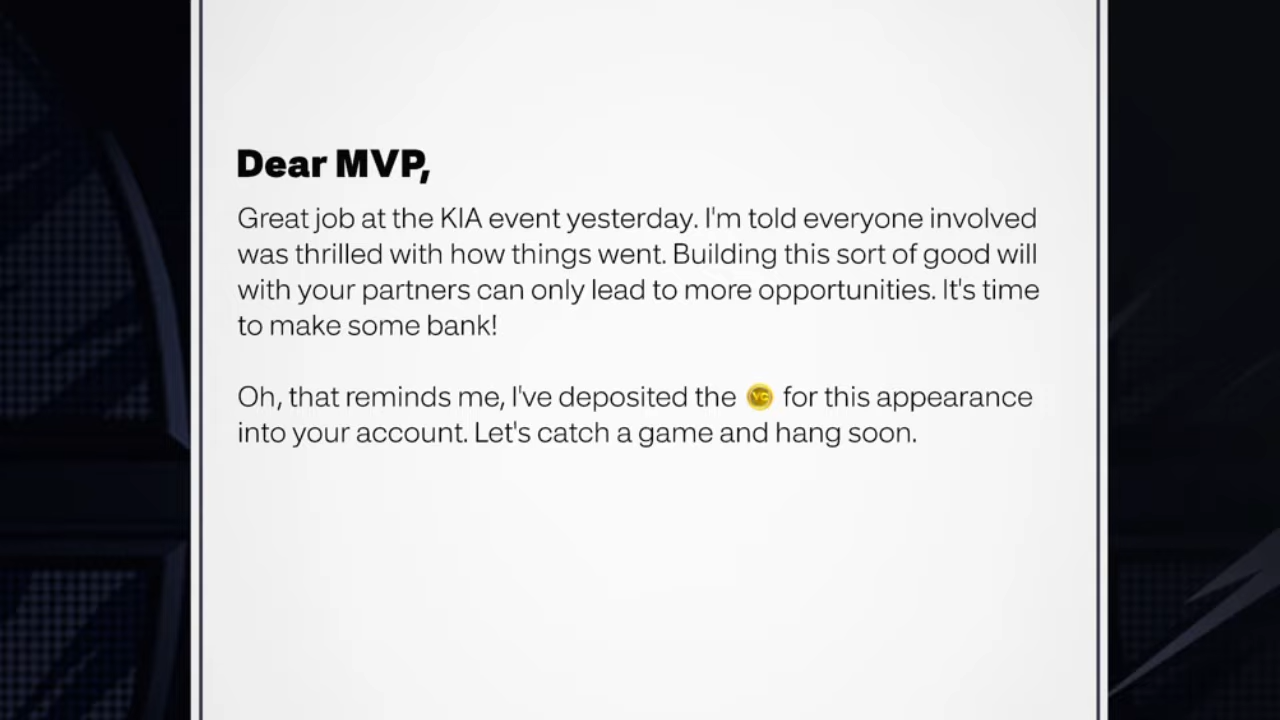 Dear MVP,
Great job at the KIA event yesterday. I'm told everyone involved
was thrilled with how things went. Building this sort of good will
with your partners can only lead to more opportunities. It's time
to make some bank!
Oh, that reminds me, I've deposited the VC for this appearance
into your account. Let's catch a game and hang soon.